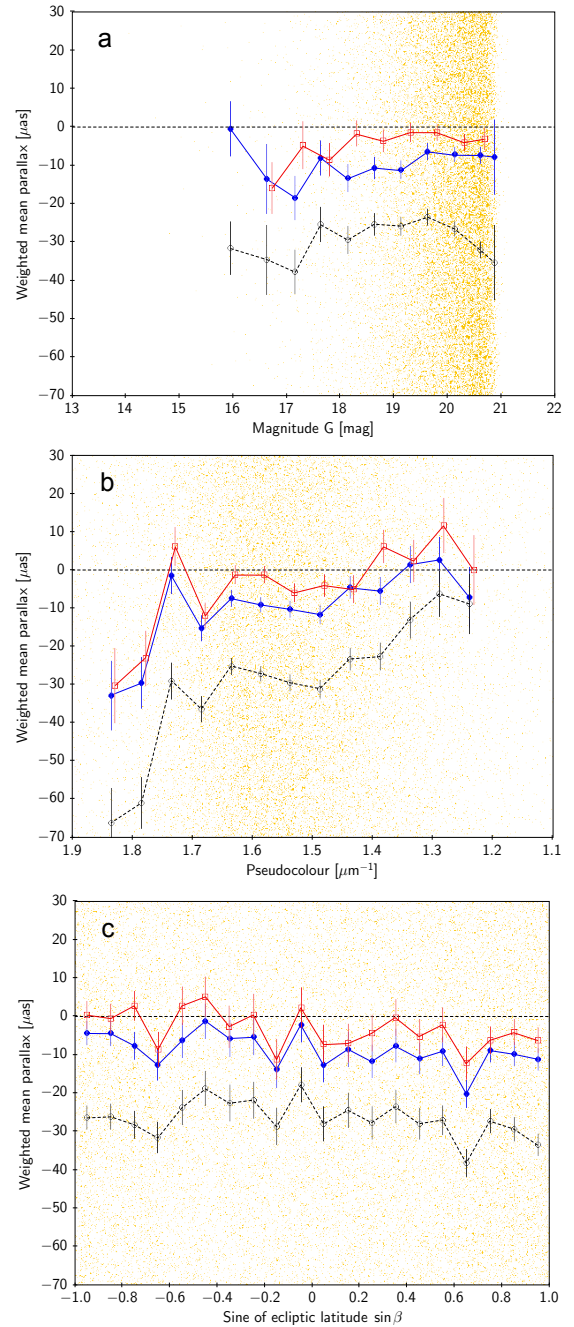 a
30
20
10
0
−10
−20
−30
−40
−50
−60
−70
Weighted mean parallax [μas]
13 14 15 16 17 18 19 20 21 22
Magnitude G [mag]
b
30
20
10
0
−10
−20
−30
−40
−50
−60
−70
Weighted mean parallax [μas]
1.9 1.8 1.7 1.6 1.5 1.4 1.3 1.2 1.1
Pseudocolour [μm⁻¹]
c
30
20
10
0
−10
−20
−30
−40
−50
−60
−70
Weighted mean parallax [μas]
−1.0 −0.8 −0.6 −0.4 −0.2 0 0.2 0.4 0.6 0.8 1.0
Sine of ecliptic latitude sin β